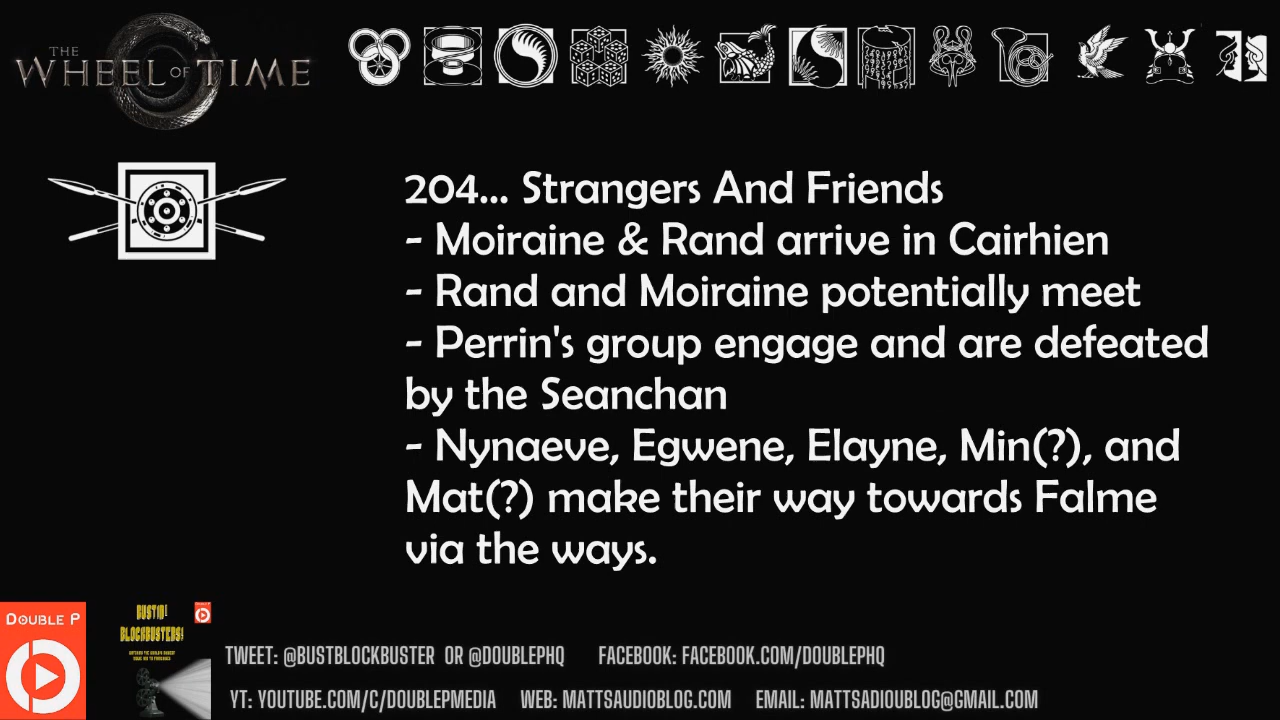 THE
WHEEL OF TIME
204... Strangers And Friends
- Moiraine & Rand arrive in Cairhien
- Rand and Moiraine potentially meet
- Perrin's group engage and are defeated
by the Seanchan
- Nynaeve, Egwene, Elayne, Min(?), and
Mat(?) make their way towards Falme
via the ways.
DOUBLE P
BUSTIN!
BLOCKBUSTERS!
TWEET: @BUSTBLOCKBUSTER OR @DOUBLEPHQ FACEBOOK: FACEBOOK.COM/DOUBLEPHQ
YT: YOUTUBE.COM/C/DOUBLEPMEDIA WEB: MATTSAUDIOBLOG.COM EMAIL: MATTSADIOUBLOG@GMAIL.COM